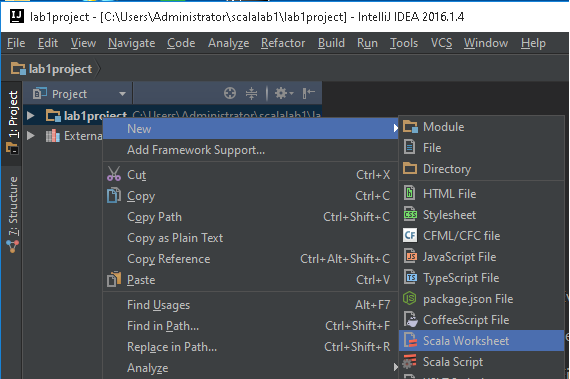 lab1project - [C:\Users\Administrator\scalalab1\lab1project] - IntelliJ IDEA 2016.1.4
File Edit View Navigate Code Analyze Refactor Build Run Tools VCS Window Help
lab1project
Project
1: Project
7: Structure
lab1project C:\Users\Administrator\scalalab1\la
Externa
New
Add Framework Support...
Cut Ctrl+X
Copy Ctrl+C
Copy Path Ctrl+Shift+C
Copy as Plain Text
Copy Reference Ctrl+Alt+Shift+C
Paste Ctrl+V
Find Usages Alt+F7
Find in Path... Ctrl+Shift+F
Replace in Path... Ctrl+Shift+R
Analyze
Module
File
Directory
HTML File
Stylesheet
CFML/CFC file
JavaScript File
TypeScript File
package.json File
CoffeeScript File
Scala Worksheet
Scala Script